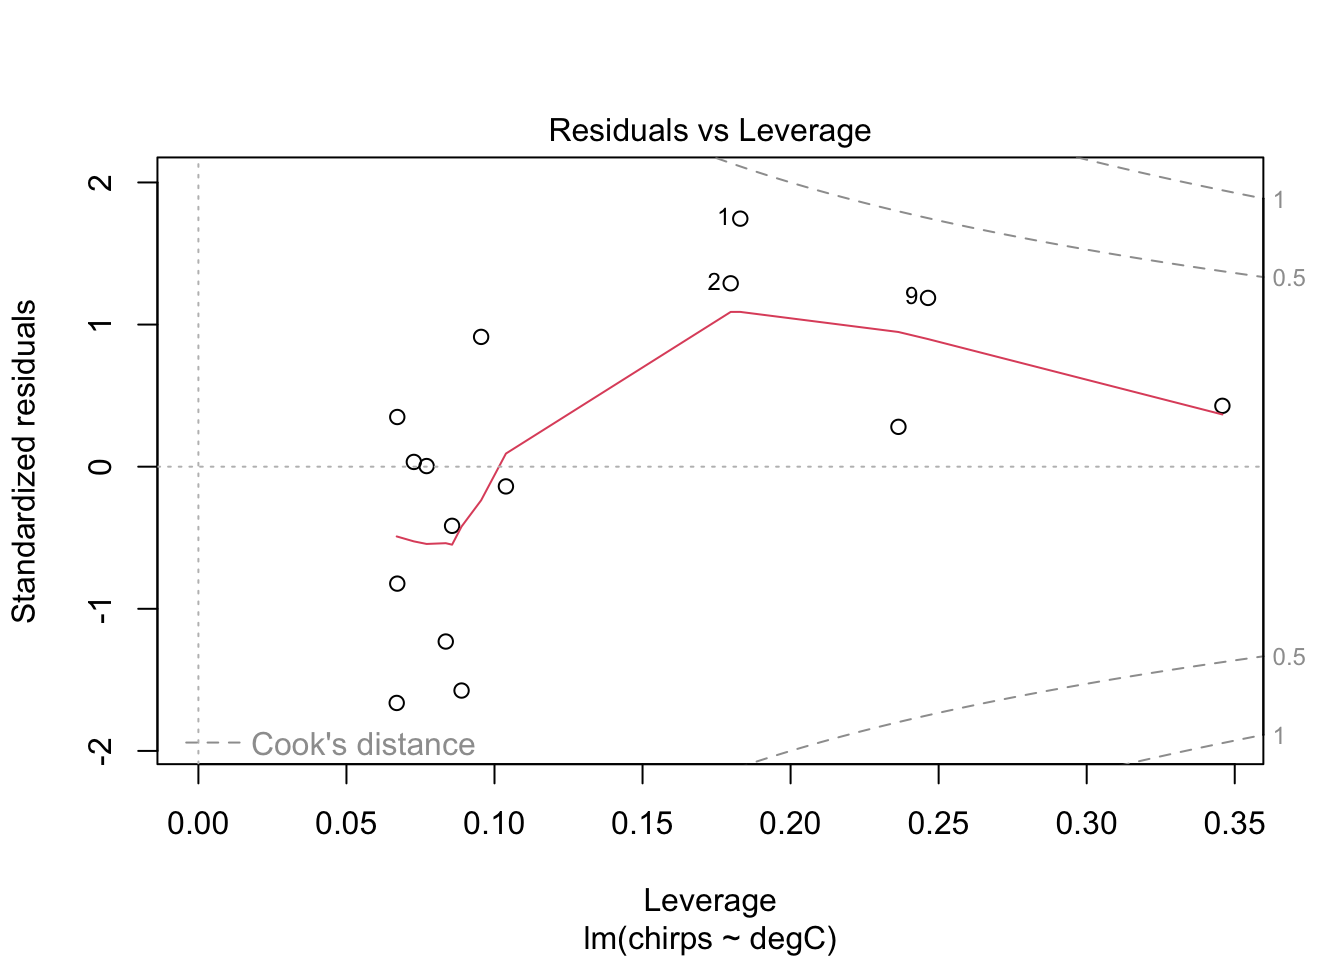 Residuals vs Leverage
Standardized residuals
2
1
0
-1
-2
1
2
9
1
0.5
0.5
1
Cook's distance
0.00 0.05 0.10 0.15 0.20 0.25 0.30 0.35
Leverage
lm(chirps ~ degC)